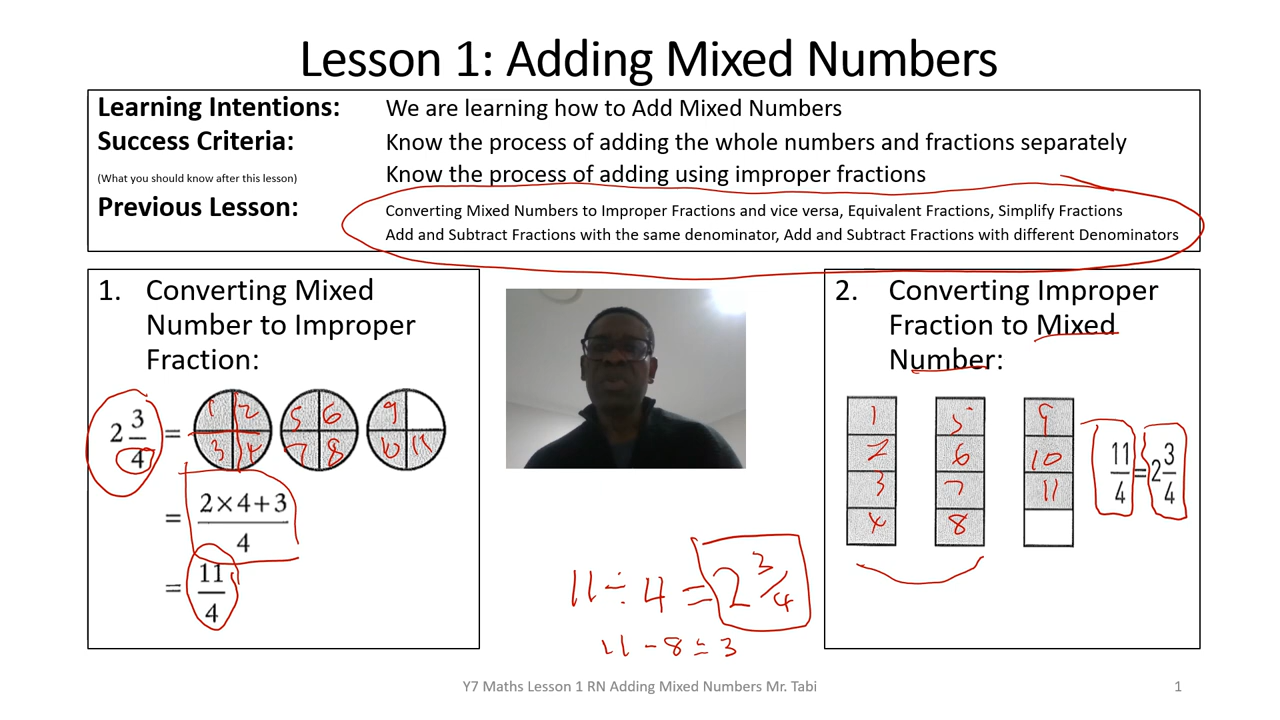 Lesson 1: Adding Mixed Numbers
Learning Intentions: We are learning how to Add Mixed Numbers
Success Criteria: Know the process of adding the whole numbers and fractions separately
(What you should know after this lesson) Know the process of adding using improper fractions
Previous Lesson: Converting Mixed Numbers to Improper Fractions and vice versa, Equivalent Fractions, Simplify Fractions
Add and Subtract Fractions with the same denominator, Add and Subtract Fractions with different Denominators
1. Converting Mixed
Number to Improper
Fraction:
2 3/4 =
1 2 5 6 9
3 4 7 8 10 11
= 2×4+3
4
= 11/4
11 ÷ 4 = 2 3/4
11 - 8 = 3
2. Converting Improper
Fraction to Mixed
Number:
1 5 9
2 6 10
3 7 11
4 8
11/4 = 2 3/4
Y7 Maths Lesson 1 RN Adding Mixed Numbers Mr. Tabi
1